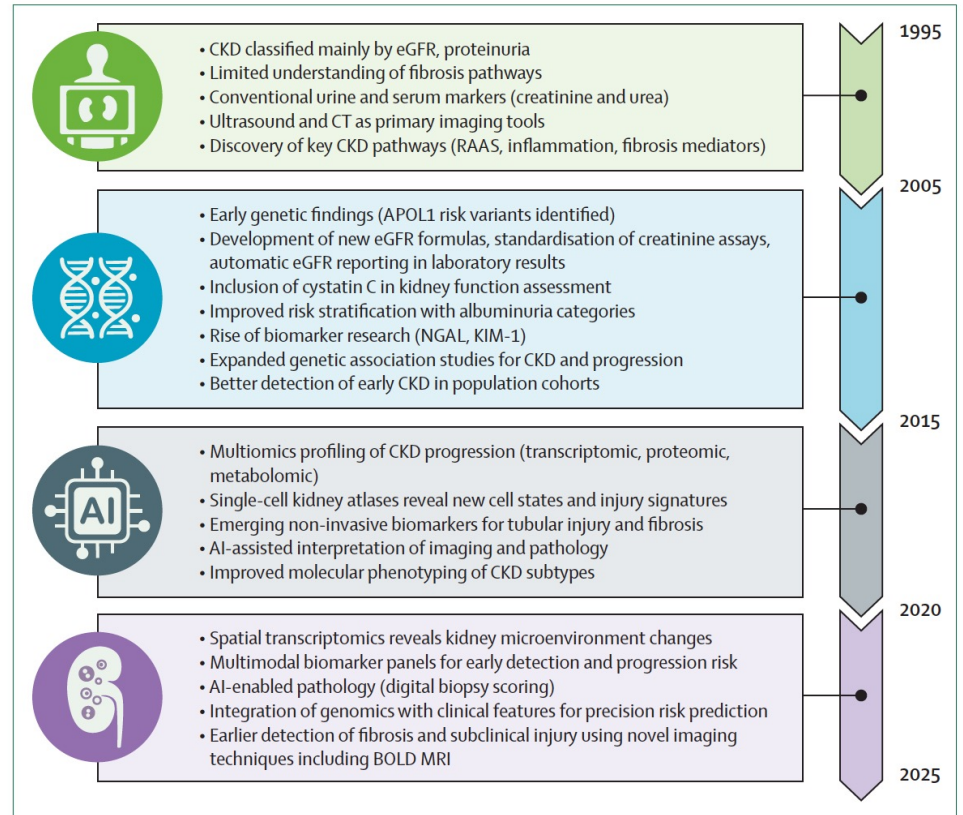 1995
• CKD classified mainly by eGFR, proteinuria
• Limited understanding of fibrosis pathways
• Conventional urine and serum markers (creatinine and urea)
• Ultrasound and CT as primary imaging tools
• Discovery of key CKD pathways (RAAS, inflammation, fibrosis mediators)
2005
• Early genetic findings (APOL1 risk variants identified)
• Development of new eGFR formulas, standardisation of creatinine assays,
automatic eGFR reporting in laboratory results
• Inclusion of cystatin C in kidney function assessment
• Improved risk stratification with albuminuria categories
• Rise of biomarker research (NGAL, KIM-1)
• Expanded genetic association studies for CKD and progression
• Better detection of early CKD in population cohorts
2015
AI
• Multiomics profiling of CKD progression (transcriptomic, proteomic,
metabolomic)
• Single-cell kidney atlases reveal new cell states and injury signatures
• Emerging non-invasive biomarkers for tubular injury and fibrosis
• AI-assisted interpretation of imaging and pathology
• Improved molecular phenotyping of CKD subtypes
2020
• Spatial transcriptomics reveals kidney microenvironment changes
• Multimodal biomarker panels for early detection and progression risk
• AI-enabled pathology (digital biopsy scoring)
• Integration of genomics with clinical features for precision risk prediction
• Earlier detection of fibrosis and subclinical injury using novel imaging
techniques including BOLD MRI
2025